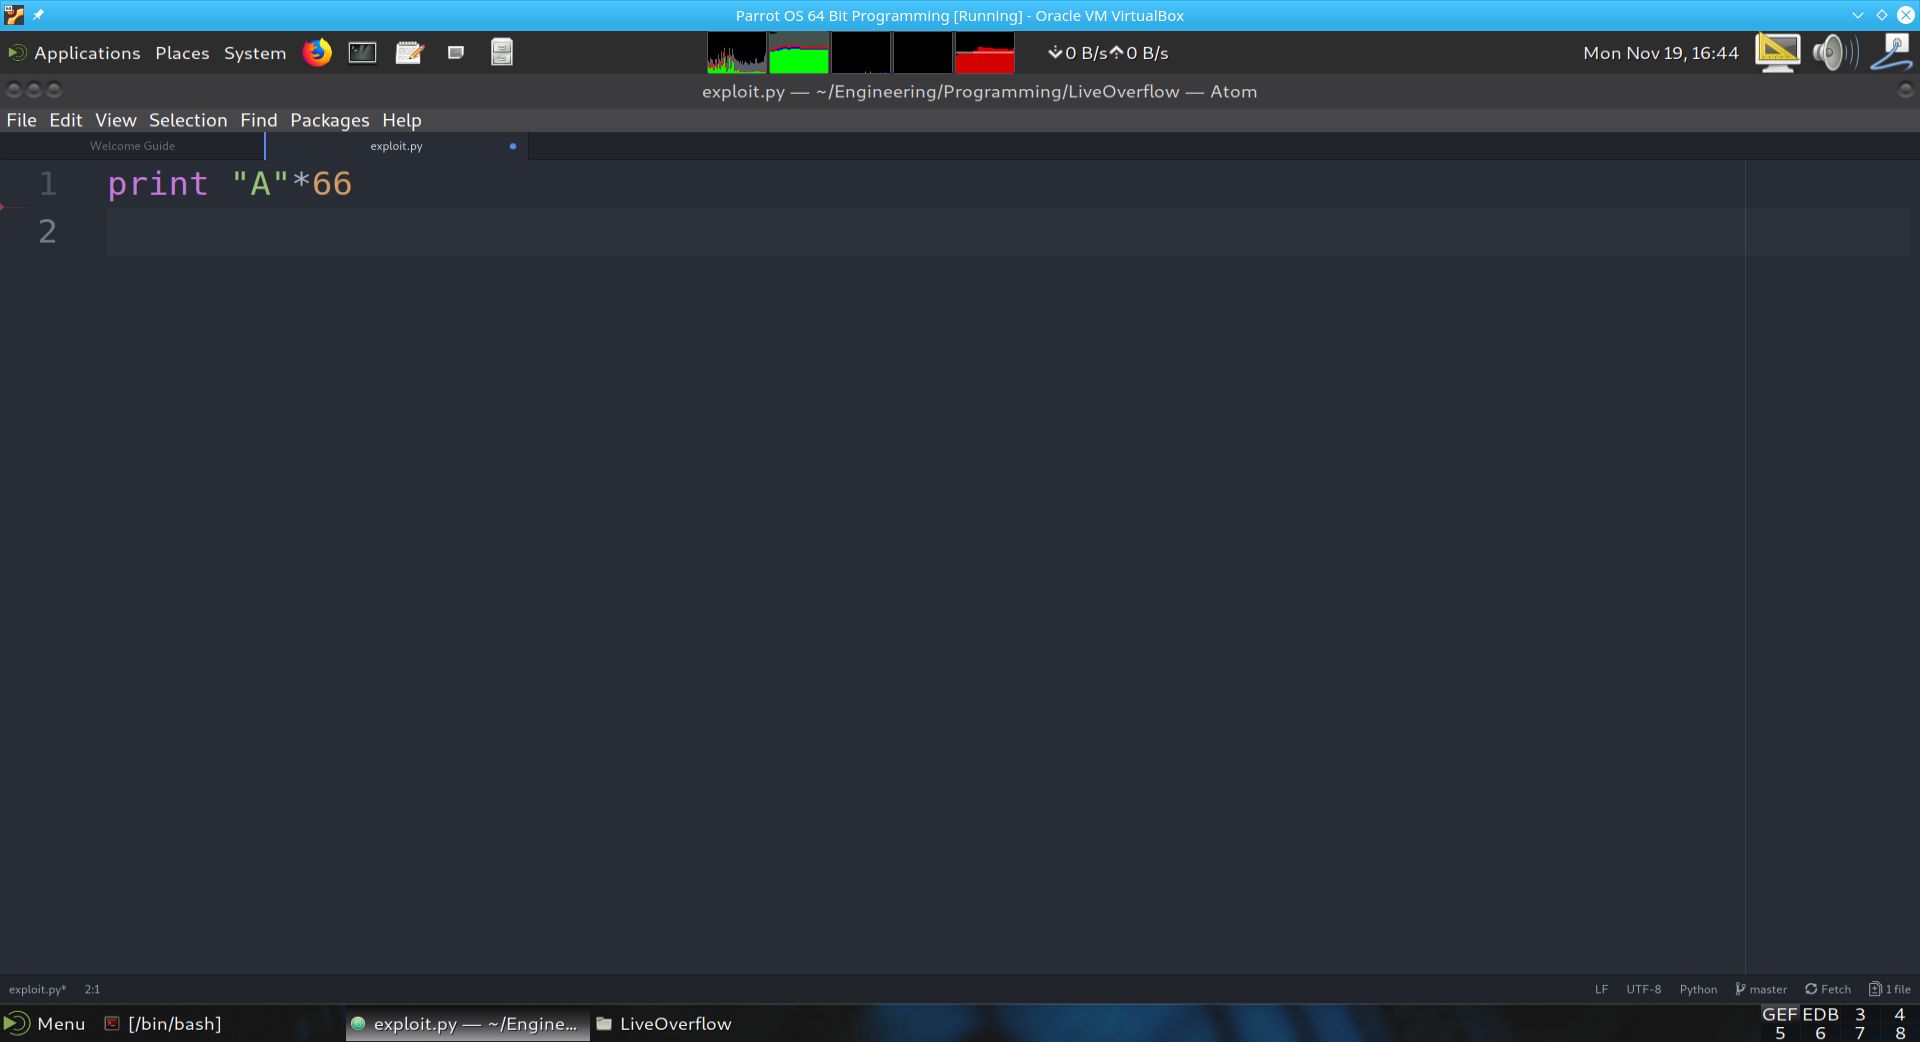 Parrot OS 64 Bit Programming [Running] - Oracle VM VirtualBox
Applications Places System 0 B/s 0 B/s Mon Nov 19, 16:44
exploit.py — ~/Engineering/Programming/LiveOverflow — Atom
File Edit View Selection Find Packages Help
Welcome Guide exploit.py
1 print "A"*66
2
exploit.py* 2:1 LF UTF-8 Python master Fetch 1 file
Menu [/bin/bash] exploit.py — ~/Engine... LiveOverflow
GEF EDB 3 4
5 6 7 8